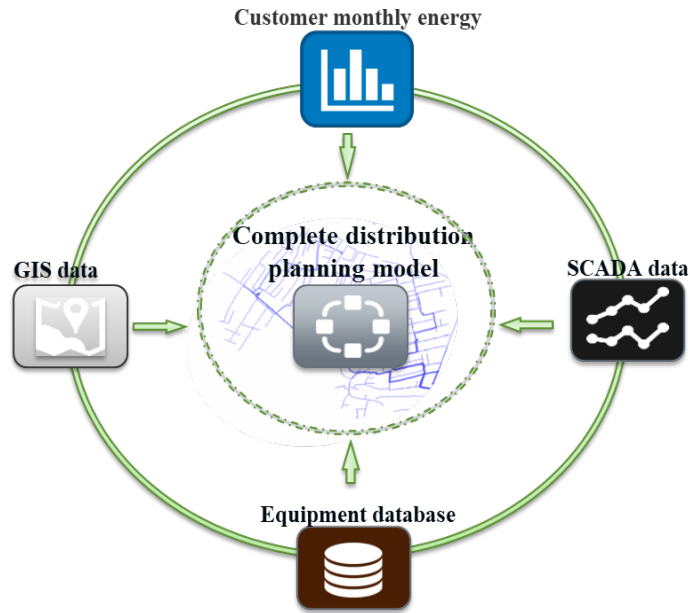 Customer monthly energy
Complete distribution
planning model
GIS data
SCADA data
Equipment database